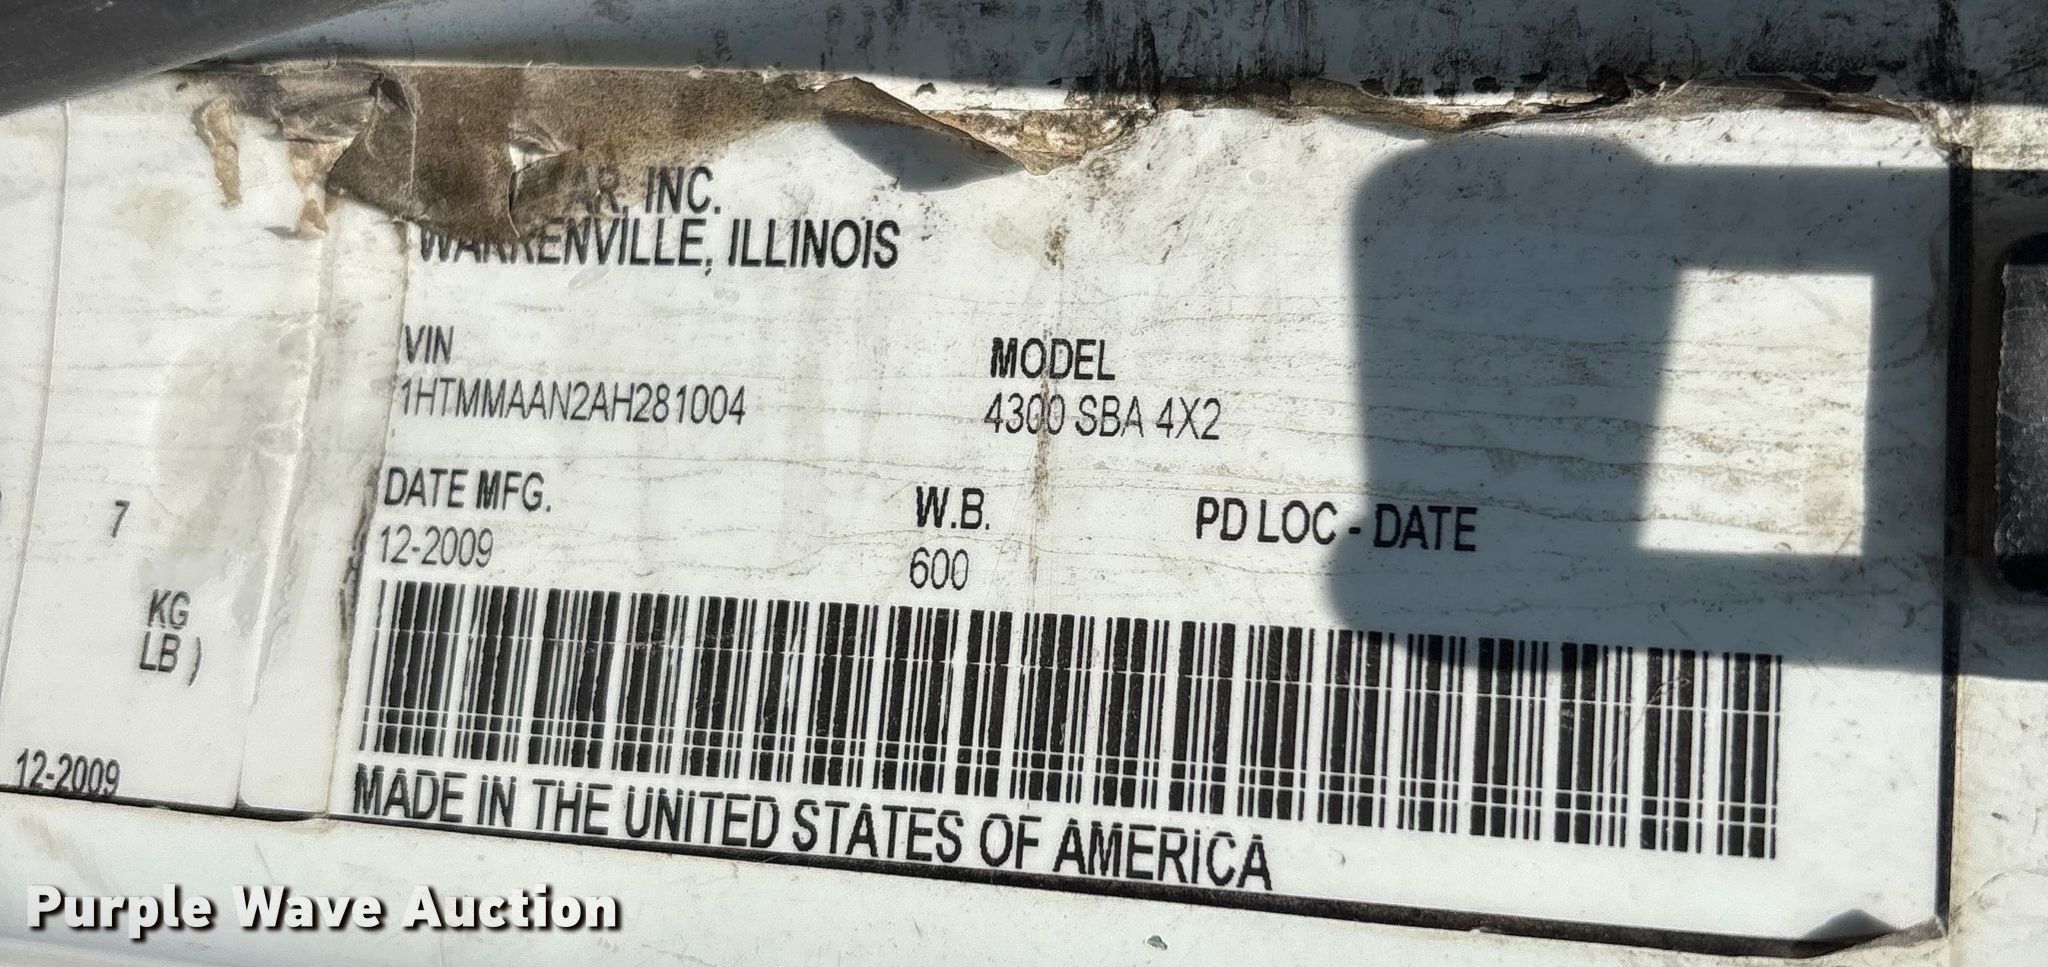 INC.
WARRENVILLE, ILLINOIS
VIN
1HTMMAAN2AH281004
MODEL
4300 SBA 4X2
DATE MFG.
12-2009
W.B.
600
PD LOC - DATE
7
KG
LB )
12-2009
MADE IN THE UNITED STATES OF AMERICA
Purple Wave Auction